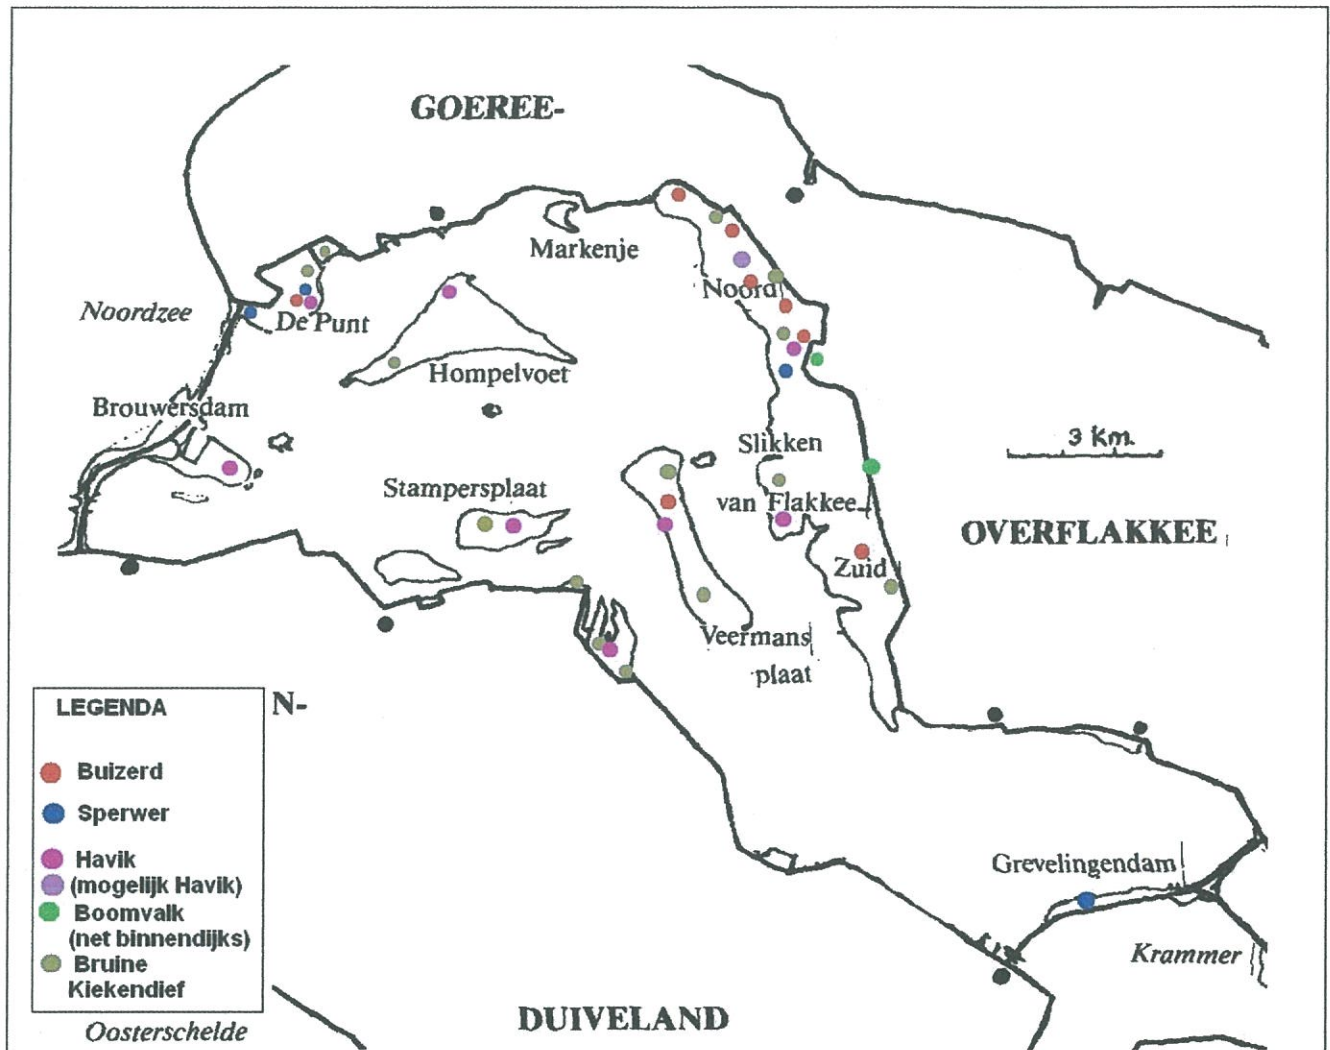 GOEREE-
Markenje
Noordzee
De Punt
Noord
Hompelvoet
Brouwersdam
Slikken
3 Km.
Stampersplaat
van Flakkee
OVERFLAKKEE
Zuid
Veermans
plaat
N-
LEGENDA
Buizerd
Sperwer
Havik
(mogelijk Havik)
Boomvalk
(net binnendijks)
Bruine
Kiekendief
Grevelingendam
Krammer
DUIVELAND
Oosterschelde